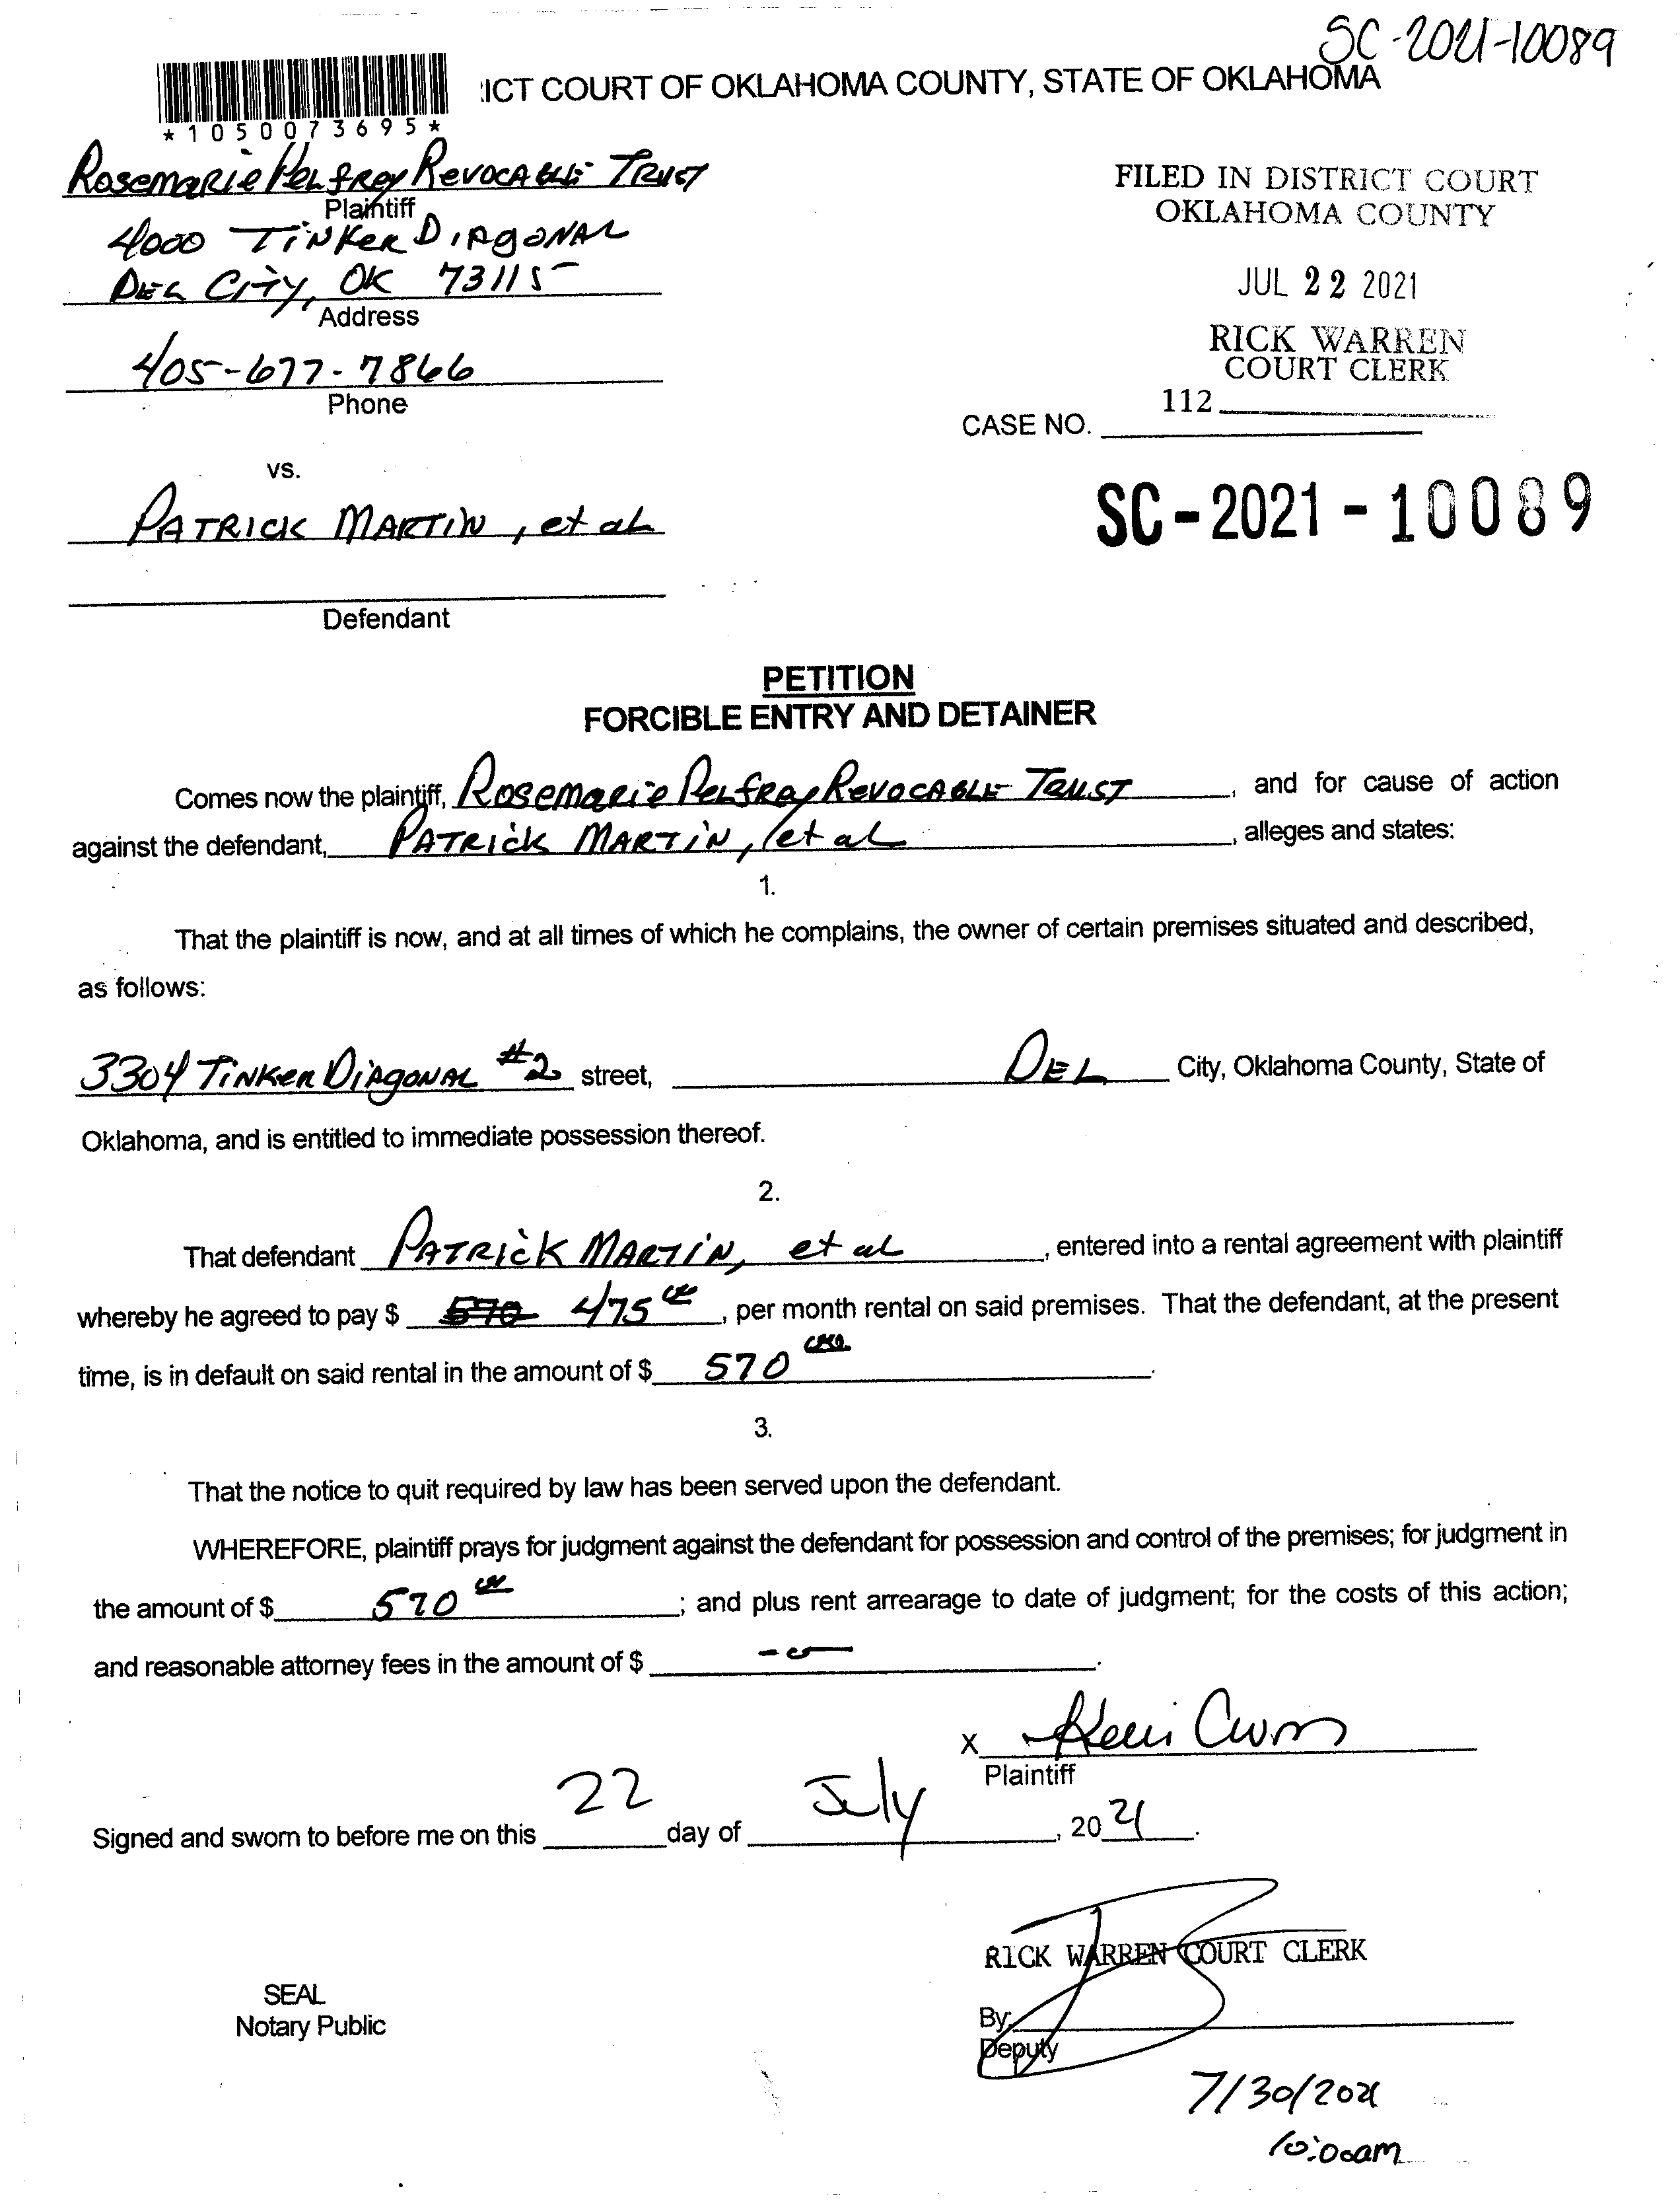 SC-2021-10089
ICT COURT OF OKLAHOMA COUNTY, STATE OF OKLAHOMA
*1050073695*
Rosemarie Pelfrey Revocable Trust
Plaintiff
4000 Tinker Diagonal
Del City, OK 73115
Address
405-677-7866
Phone
FILED IN DISTRICT COURT
OKLAHOMA COUNTY
JUL 22 2021
RICK WARREN
COURT CLERK
112
CASE NO.
vs.
SC-2021-10089
Patrick Martin, et al
Defendant
PETITION
FORCIBLE ENTRY AND DETAINER
Comes now the plaintiff, Rosemarie Pelfrey Revocable Trust, and for cause of action
against the defendant, Patrick Martin, et al, alleges and states:
1.
That the plaintiff is now, and at all times of which he complains, the owner of certain premises situated and described,
as follows:
3304 Tinker Diagonal #2 street, Del City, Oklahoma County, State of
Oklahoma, and is entitled to immediate possession thereof.
2.
That defendant Patrick Martin, et al, entered into a rental agreement with plaintiff
whereby he agreed to pay $ 570 475, per month rental on said premises. That the defendant, at the present
time, is in default on said rental in the amount of $ 570.
3.
That the notice to quit required by law has been served upon the defendant.
WHEREFORE, plaintiff prays for judgment against the defendant for possession and control of the premises; for judgment in
the amount of $ 570; and plus rent arrearage to date of judgment; for the costs of this action;
and reasonable attorney fees in the amount of $ -0-.
X
Plaintiff
Signed and sworn to before me on this 22 day of July, 2021.
RICK WARREN COURT CLERK
SEAL
Notary Public
By:
Deputy
7/30/2021
10:00am